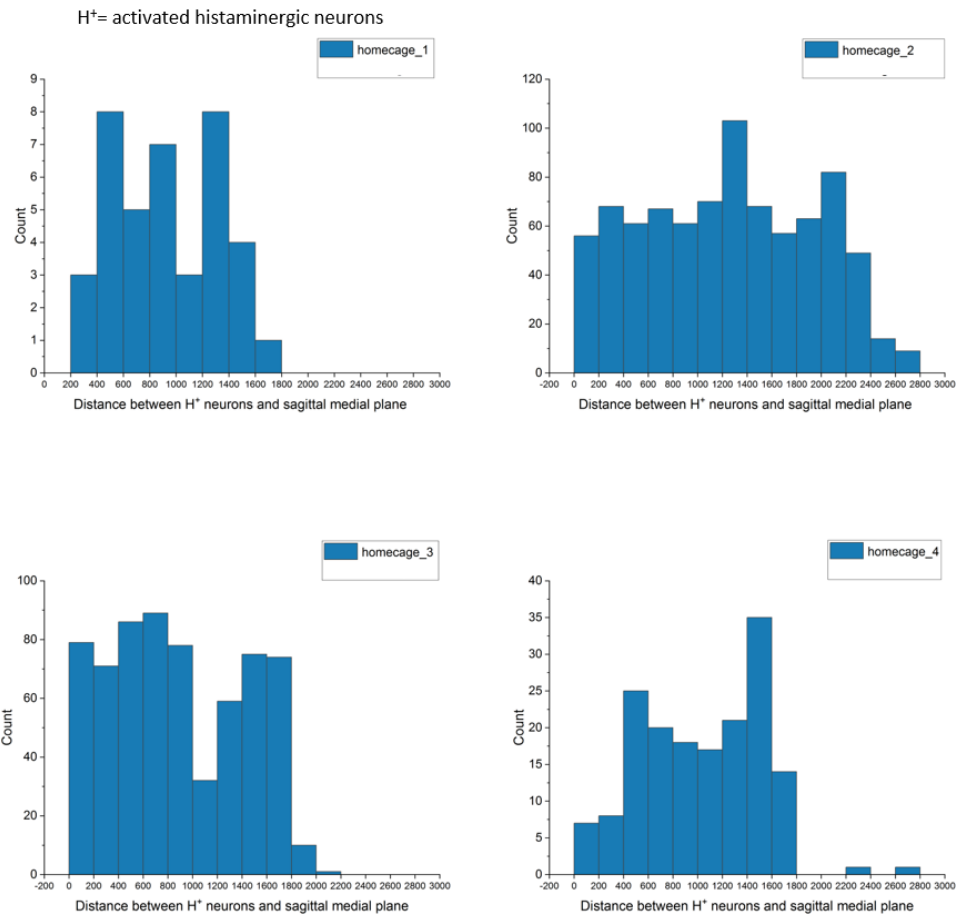 H⁺= activated histaminergic neurons
homecage_1
9
8
7
6
5
4
3
2
1
0
Count
0 200 400 600 800 1000 1200 1400 1600 1800 2000 2200 2400 2600 2800 3000
Distance between H⁺ neurons and sagittal medial plane
homecage_2
120
100
80
60
40
20
0
Count
-200 0 200 400 600 800 1000 1200 1400 1600 1800 2000 2200 2400 2600 2800 3000
Distance between H⁺ neurons and sagittal medial plane
homecage_3
100
80
60
40
20
0
Count
-200 0 200 400 600 800 1000 1200 1400 1600 1800 2000 2200 2400 2600 2800 3000
Distance between H⁺ neurons and sagittal medial plane
homecage_4
40
35
30
25
20
15
10
5
0
Count
-200 0 200 400 600 800 1000 1200 1400 1600 1800 2000 2200 2400 2600 2800 3000
Distance between H⁺ neurons and sagittal medial plane